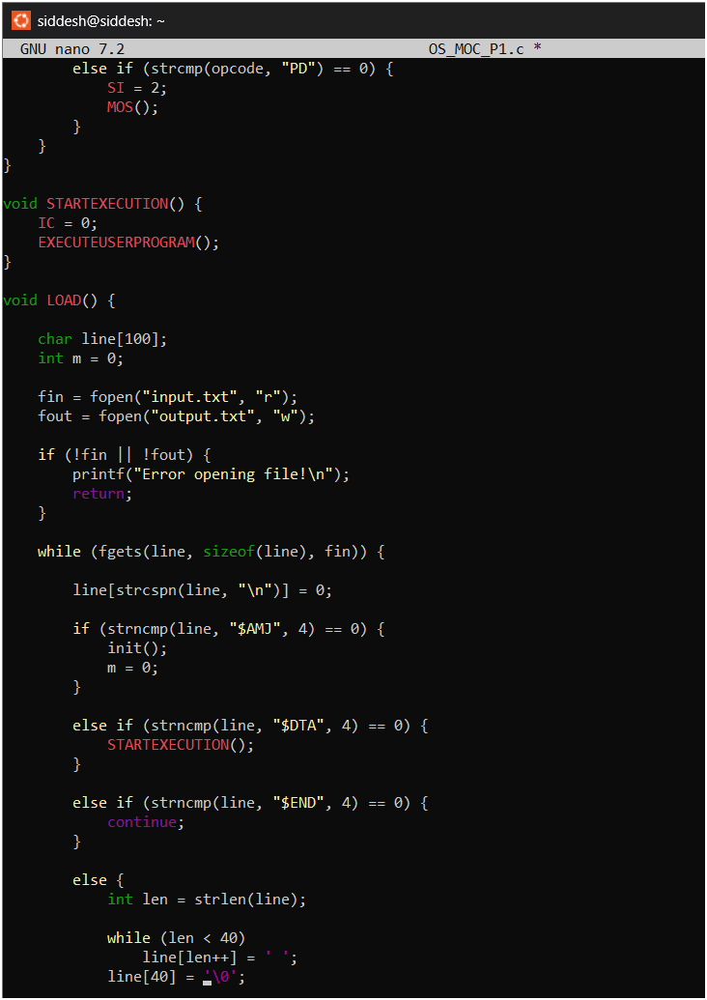 siddesh@siddesh: ~
GNU nano 7.2 OS_MOC_P1.c *
        else if (strcmp(opcode, "PD") == 0) {
            SI = 2;
            MOS();
        }
    }
}

void STARTEXECUTION() {
    IC = 0;
    EXECUTEUSERPROGRAM();
}

void LOAD() {

    char line[100];
    int m = 0;

    fin = fopen("input.txt", "r");
    fout = fopen("output.txt", "w");

    if (!fin || !fout) {
        printf("Error opening file!\n");
        return;
    }

    while (fgets(line, sizeof(line), fin)) {

        line[strcspn(line, "\n")] = 0;

        if (strncmp(line, "$AMJ", 4) == 0) {
            init();
            m = 0;
        }

        else if (strncmp(line, "$DTA", 4) == 0) {
            STARTEXECUTION();
        }

        else if (strncmp(line, "$END", 4) == 0) {
            continue;
        }

        else {
            int len = strlen(line);

            while (len < 40)
                line[len++] = ' ';
            line[40] = '\0';